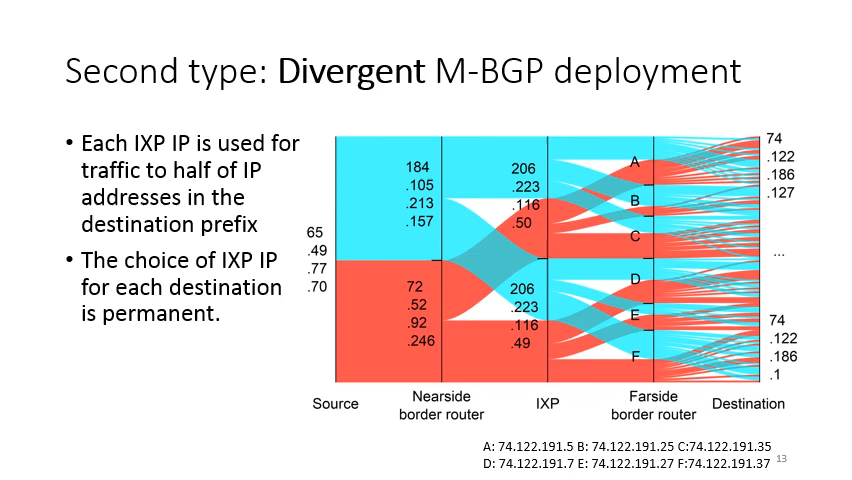 Second type: Divergent M-BGP deployment
• Each IXP IP is used for
traffic to half of IP
addresses in the
destination prefix
• The choice of IXP IP
for each destination
is permanent.
65
.49
.77
.70
184
.105
.213
.157
72
.52
.92
.246
206
.223
.116
.50
206
.223
.116
.49
A
B
C
D
E
F
74
.122
.186
.127
...
74
.122
.186
.1
Source
Nearside
border router
IXP
Farside
border router
Destination
A: 74.122.191.5 B: 74.122.191.25 C:74.122.191.35
D: 74.122.191.7 E: 74.122.191.27 F:74.122.191.37
13